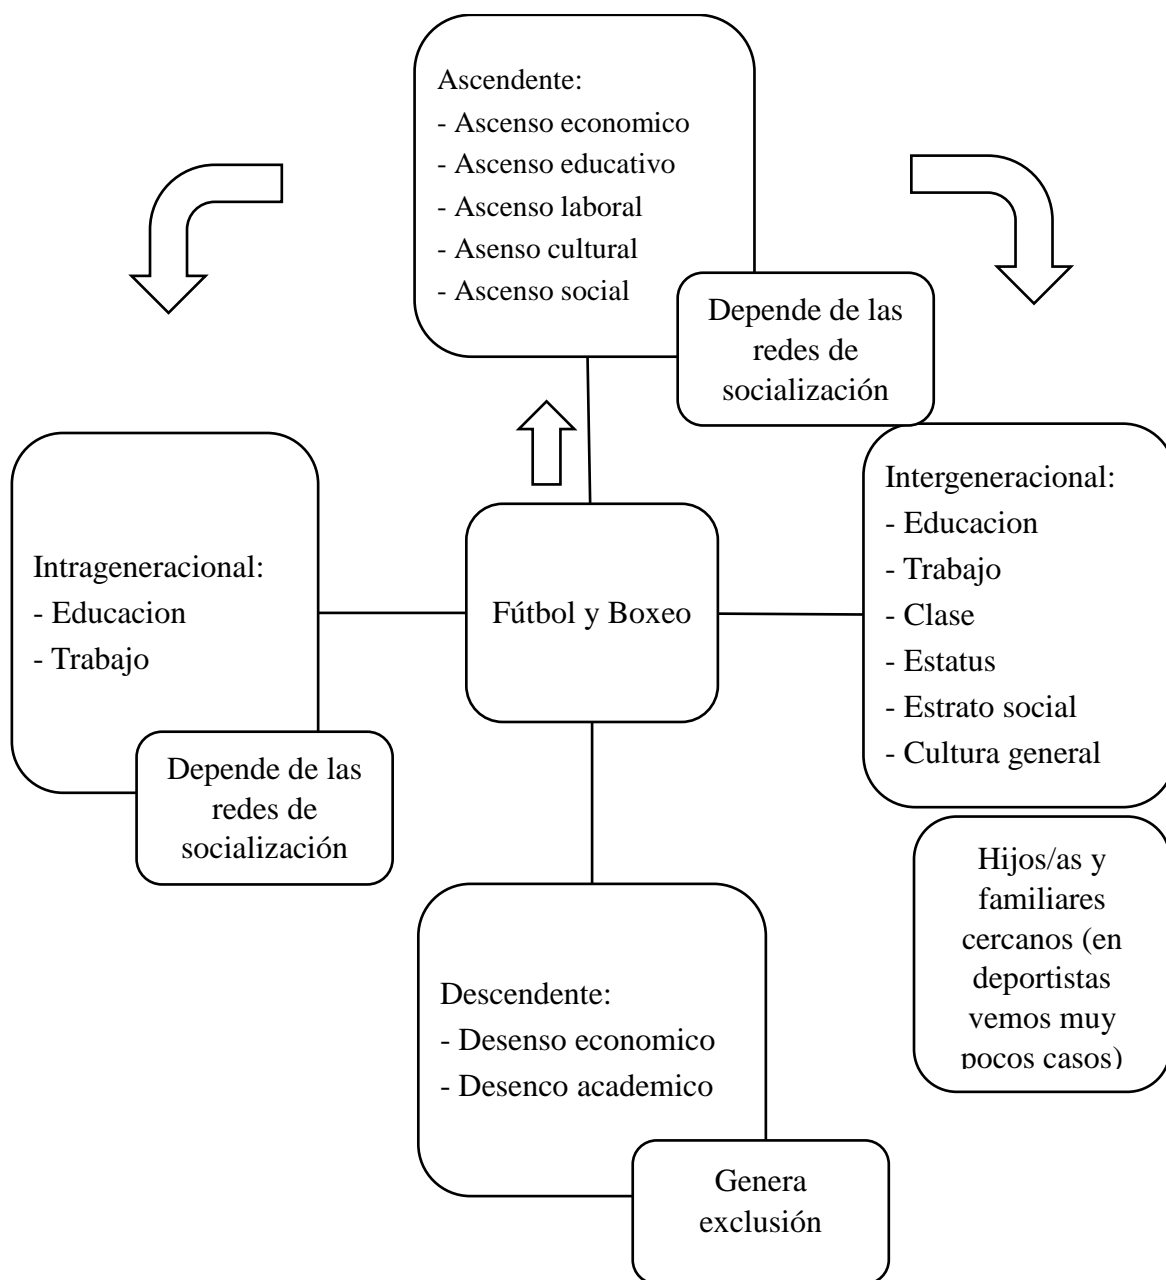 Ascendente:
- Ascenso economico
- Ascenso educativo
- Ascenso laboral
- Asenso cultural
- Ascenso social
Depende de las
redes de
socialización
Intrageneracional:
- Educacion
- Trabajo
Depende de las
redes de
socialización
Fútbol y Boxeo
Intergeneracional:
- Educacion
- Trabajo
- Clase
- Estatus
- Estrato social
- Cultura general
Hijos/as y
familiares
cercanos (en
deportistas
vemos muy
pocos casos)
Descendente:
- Desenso economico
- Desenco academico
Genera
exclusión